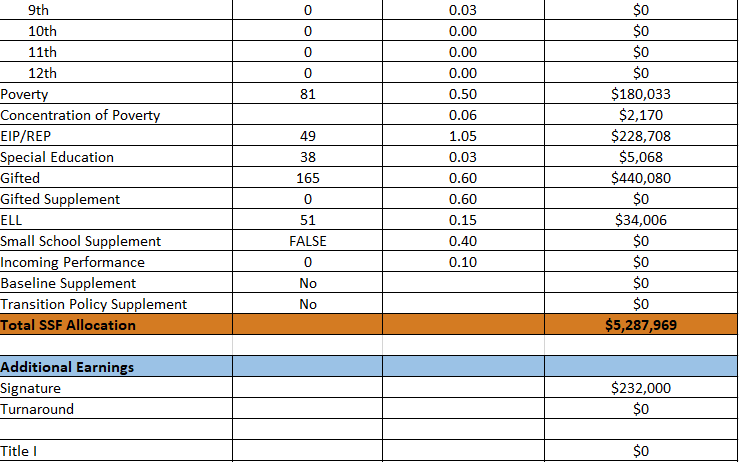 9th 0 0.03 $0
10th 0 0.00 $0
11th 0 0.00 $0
12th 0 0.00 $0
Poverty 81 0.50 $180,033
Concentration of Poverty 0.06 $2,170
EIP/REP 49 1.05 $228,708
Special Education 38 0.03 $5,068
Gifted 165 0.60 $440,080
Gifted Supplement 0 0.60 $0
ELL 51 0.15 $34,006
Small School Supplement FALSE 0.40 $0
Incoming Performance 0 0.10 $0
Baseline Supplement No $0
Transition Policy Supplement No $0
Total SSF Allocation $5,287,969
Additional Earnings
Signature $232,000
Turnaround $0
Title I $0